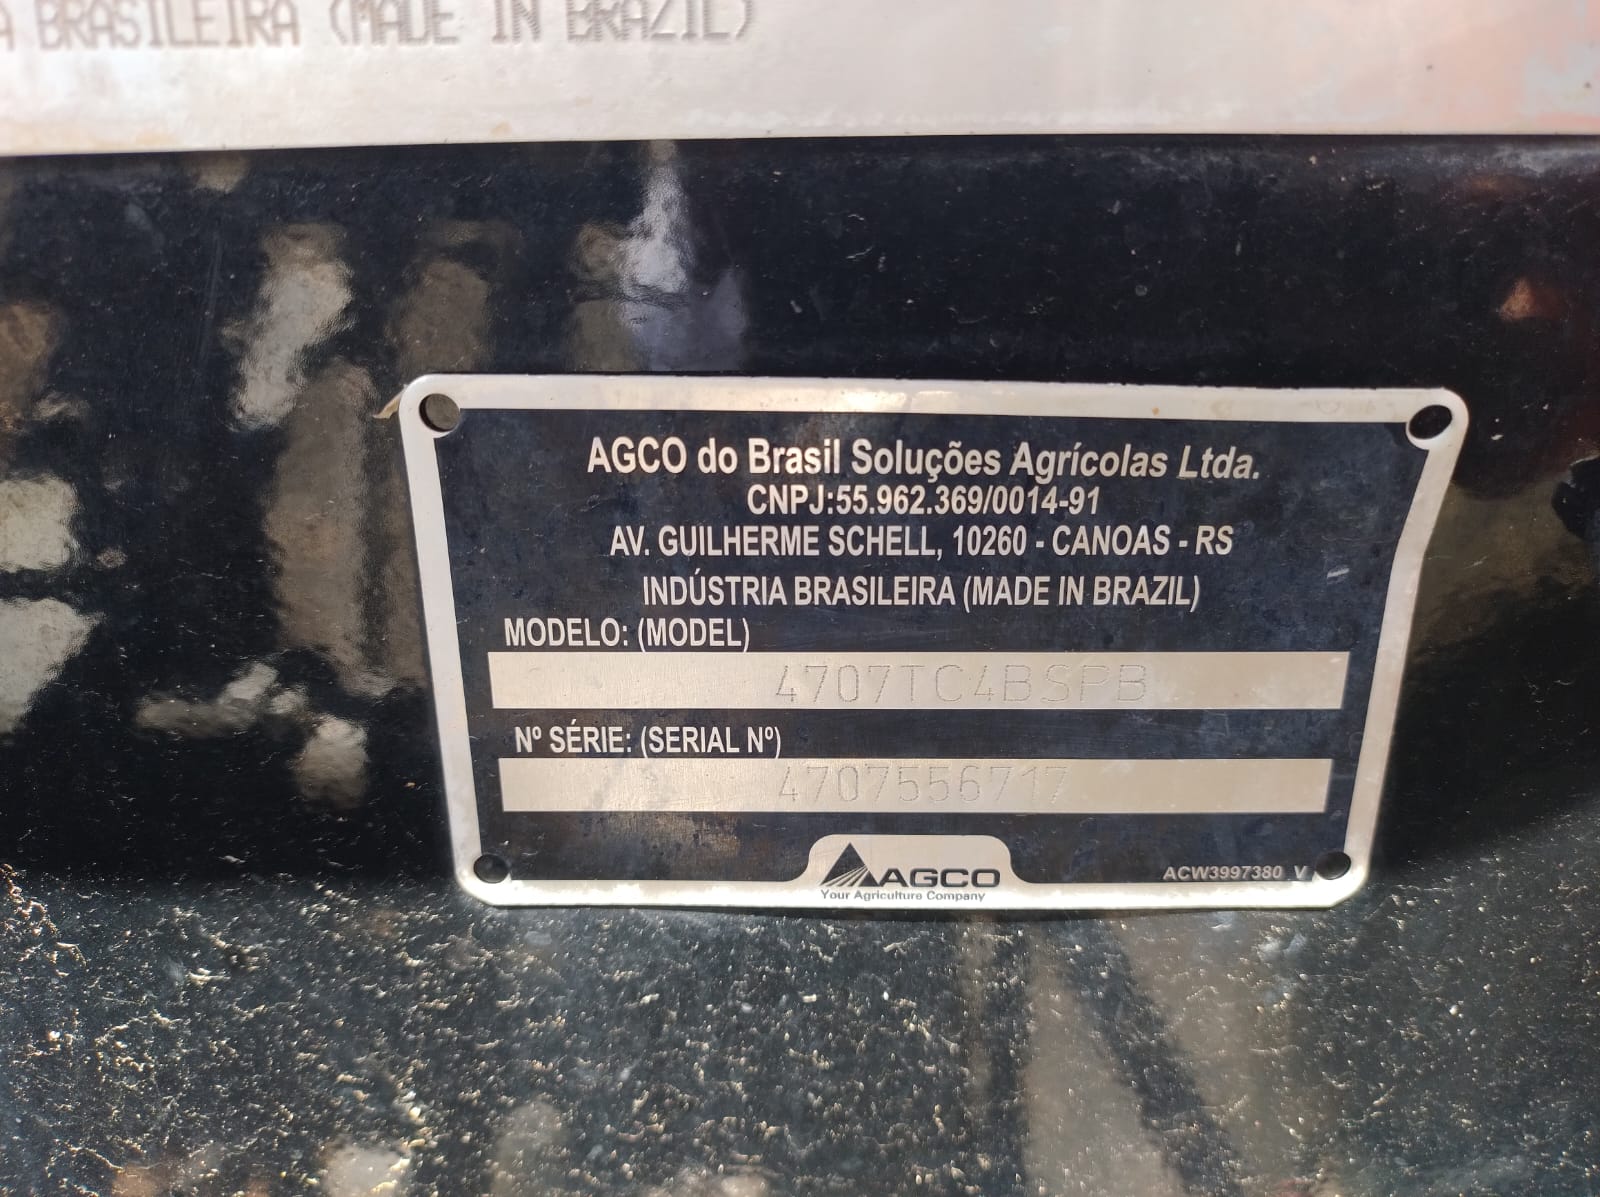 A BRASILEIRA (MADE IN BRAZIL)
AGCO do Brasil Soluções Agrícolas Ltda.
CNPJ:55.962.369/0014-91
AV. GUILHERME SCHELL, 10260 - CANOAS - RS
INDÚSTRIA BRASILEIRA (MADE IN BRAZIL)
MODELO: (MODEL)
4707TC4BSPB
Nº SÉRIE: (SERIAL Nº)
4707556717
AGCO
Your Agriculture Company
ACW3997380 V